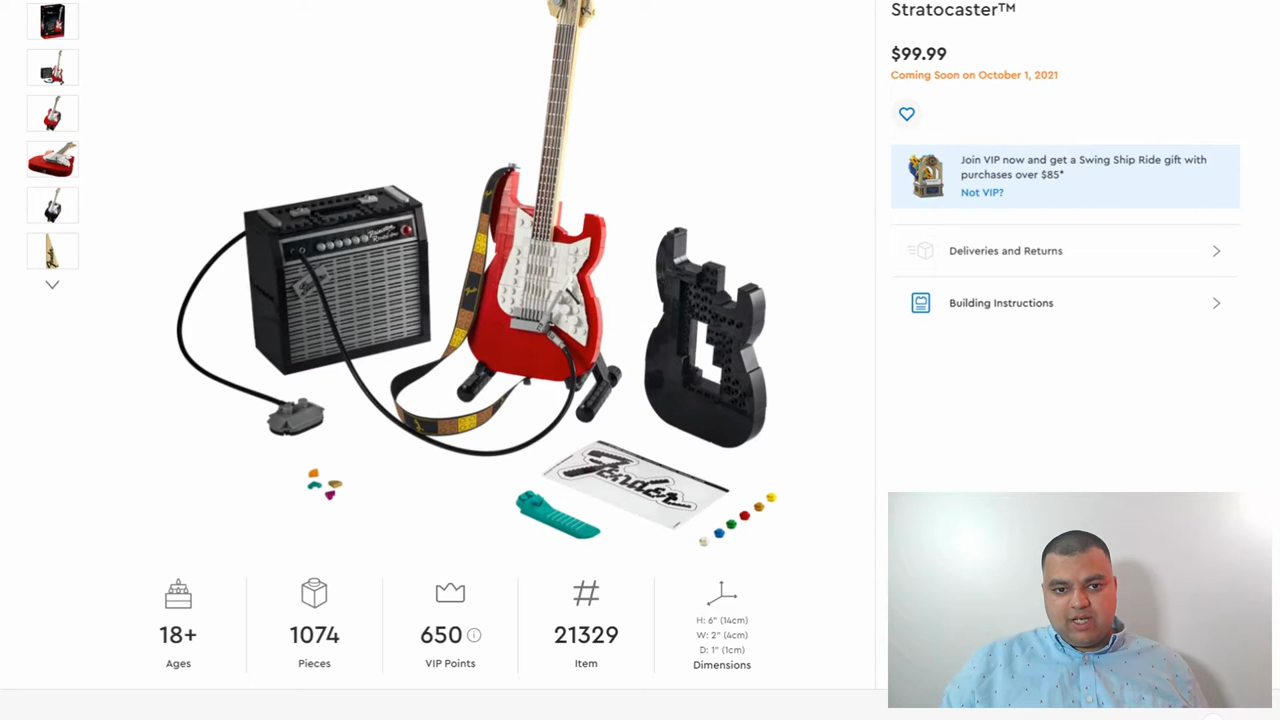 Stratocaster™
$99.99
Coming Soon on October 1, 2021
Join VIP now and get a Swing Ship Ride gift with
purchases over $85*
Not VIP?
Deliveries and Returns
Building Instructions
Fender
18+
Ages
1074
Pieces
650
VIP Points
21329
Item
H: 6" (14cm)
W: 2" (4cm)
D: 1" (1cm)
Dimensions